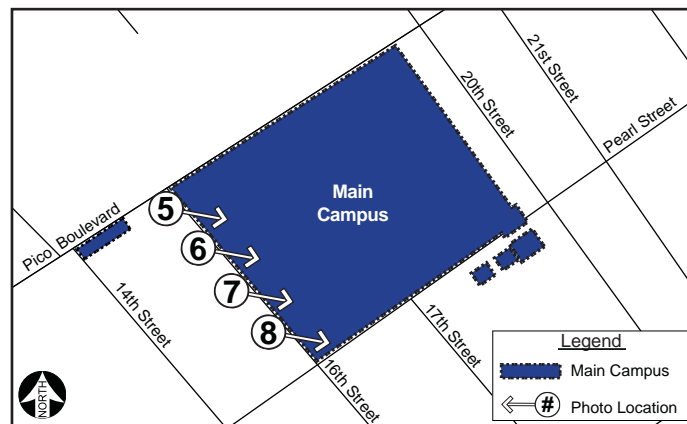 21st Street
20th Street
Pearl Street
Main
Campus
Pico Boulevard
5
6
7
8
14th Street
16th Street
17th Street
Legend
Main Campus
# Photo Location
NORTH